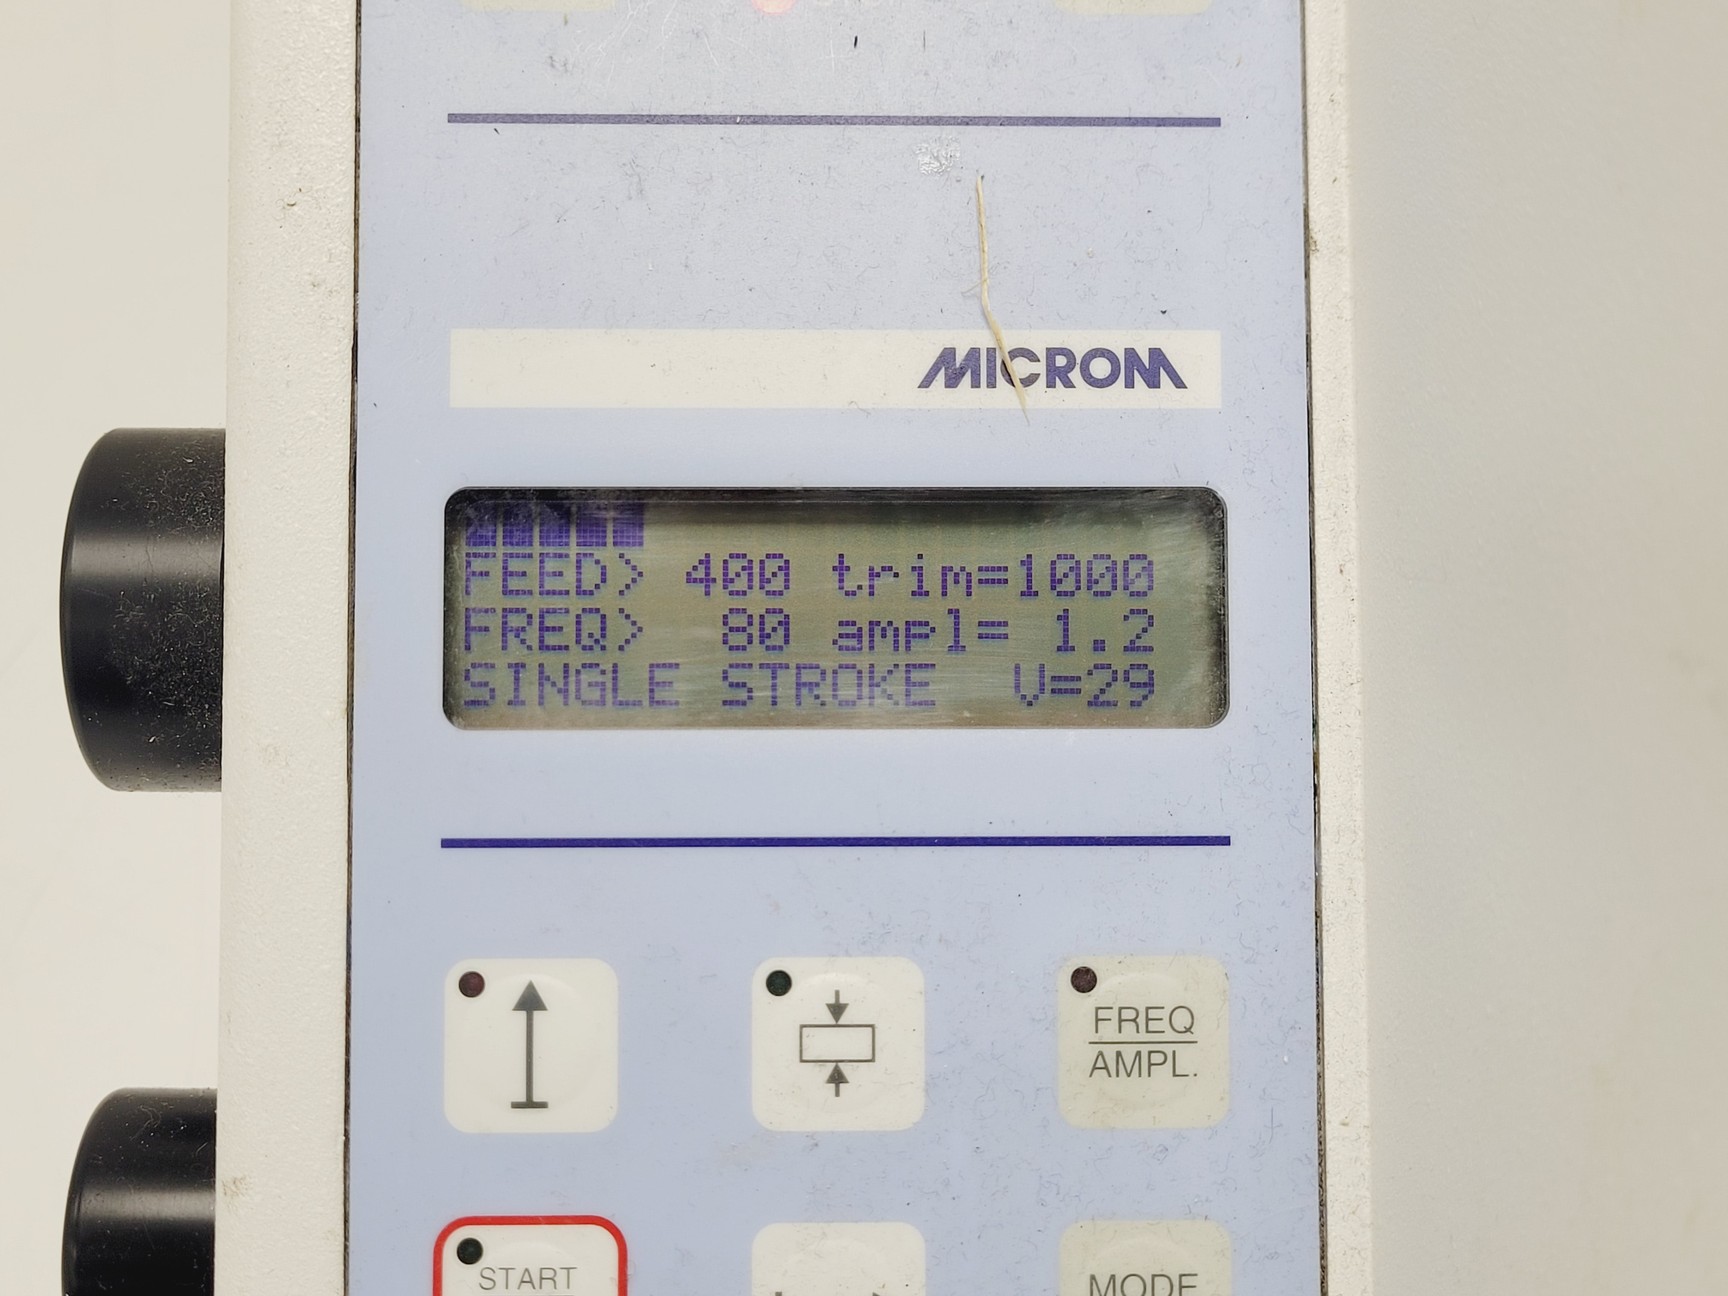 MICROM
FEED> 400 trim=1000
FREQ>  80 ampl= 1.2
SINGLE STROKE  V=29
FREQ
AMPL.
START
MODE